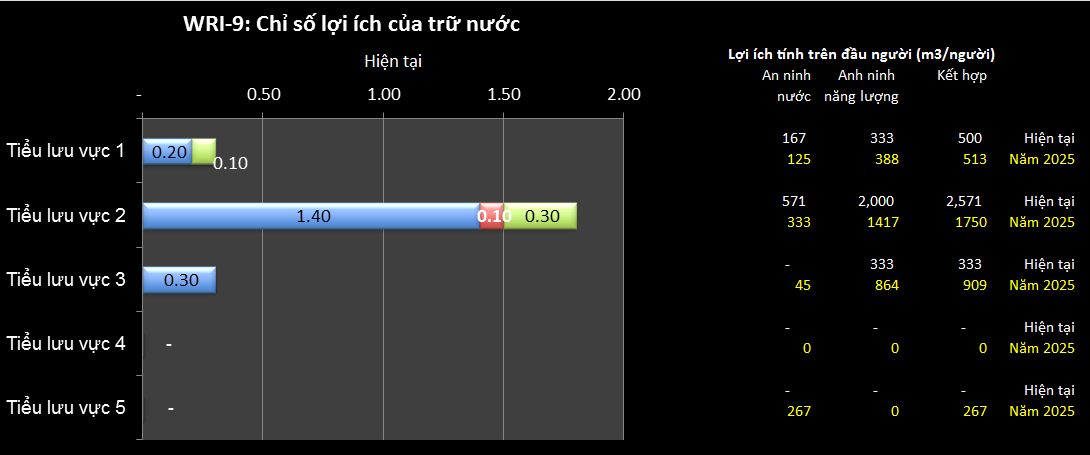 WRI-9: Chỉ số lợi ích của trữ nước
Hiện tại
- 0.50 1.00 1.50 2.00
Lợi ích tính trên đầu người (m3/người)
An ninh nước Anh ninh năng lượng Kết hợp
Tiểu lưu vực 1 0.20 0.10
167 333 500 Hiện tại
125 388 513 Năm 2025
Tiểu lưu vực 2 1.40 0.10 0.30
571 2,000 2,571 Hiện tại
333 1417 1750 Năm 2025
Tiểu lưu vực 3 0.30
- 333 333 Hiện tại
45 864 909 Năm 2025
Tiểu lưu vực 4 -
- - - Hiện tại
0 0 0 Năm 2025
Tiểu lưu vực 5 -
- - - Hiện tại
267 0 267 Năm 2025